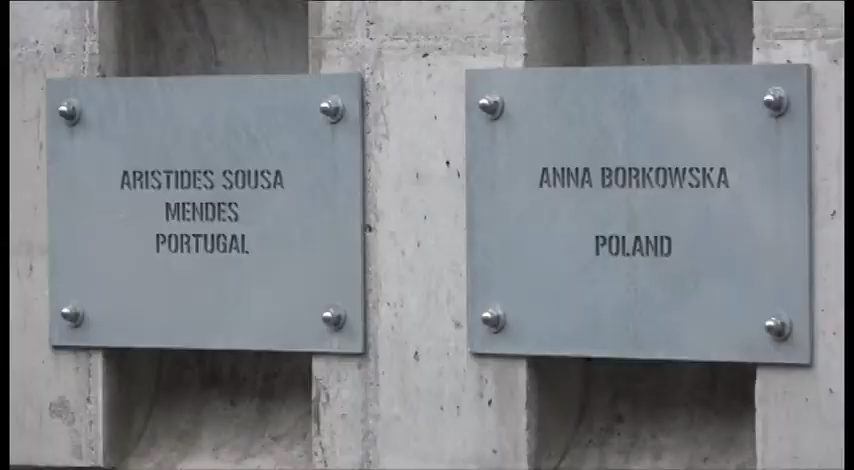 ARISTIDES SOUSA
MENDES
PORTUGAL
ANNA BORKOWSKA
POLAND